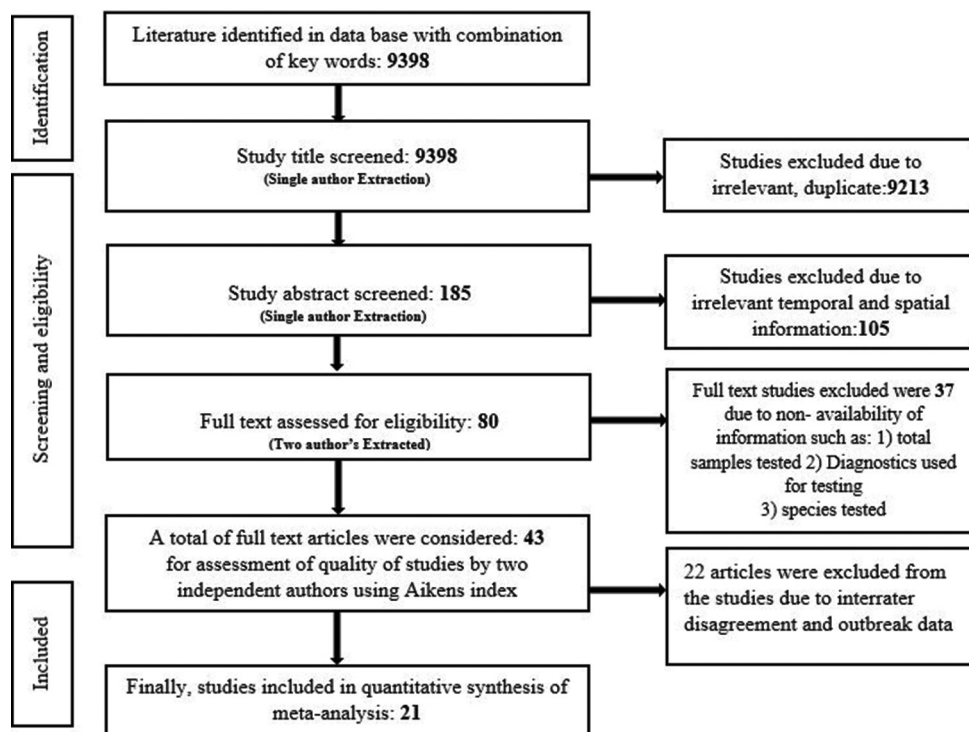 Identification
Literature identified in data base with combination
of key words: 9398
Study title screened: 9398
(Single author Extraction)
Studies excluded due to
irrelevant, duplicate:9213
Screening and eligibility
Study abstract screened: 185
(Single author Extraction)
Studies excluded due to
irrelevant temporal and spatial
information:105
Full text assessed for eligibility: 80
(Two author's Extracted)
Full text studies excluded were 37
due to non- availability of
information such as: 1) total
samples tested 2) Diagnostics used
for testing
3) species tested
A total of full text articles were considered: 43
for assessment of quality of studies by two
independent authors using Aikens index
22 articles were excluded from
the studies due to interrater
disagreement and outbreak data
Included
Finally, studies included in quantitative synthesis of
meta-analysis: 21